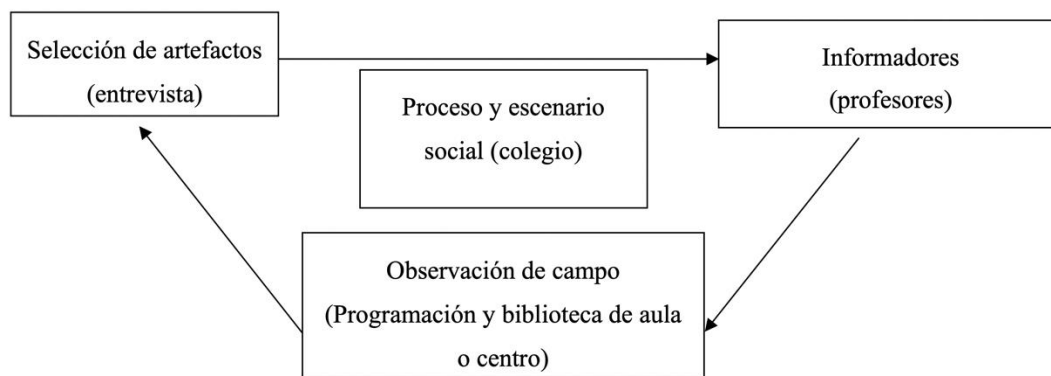 Selección de artefactos
(entrevista)
Informadores
(profesores)
Proceso y escenario
social (colegio)
Observación de campo
(Programación y biblioteca de aula
o centro)